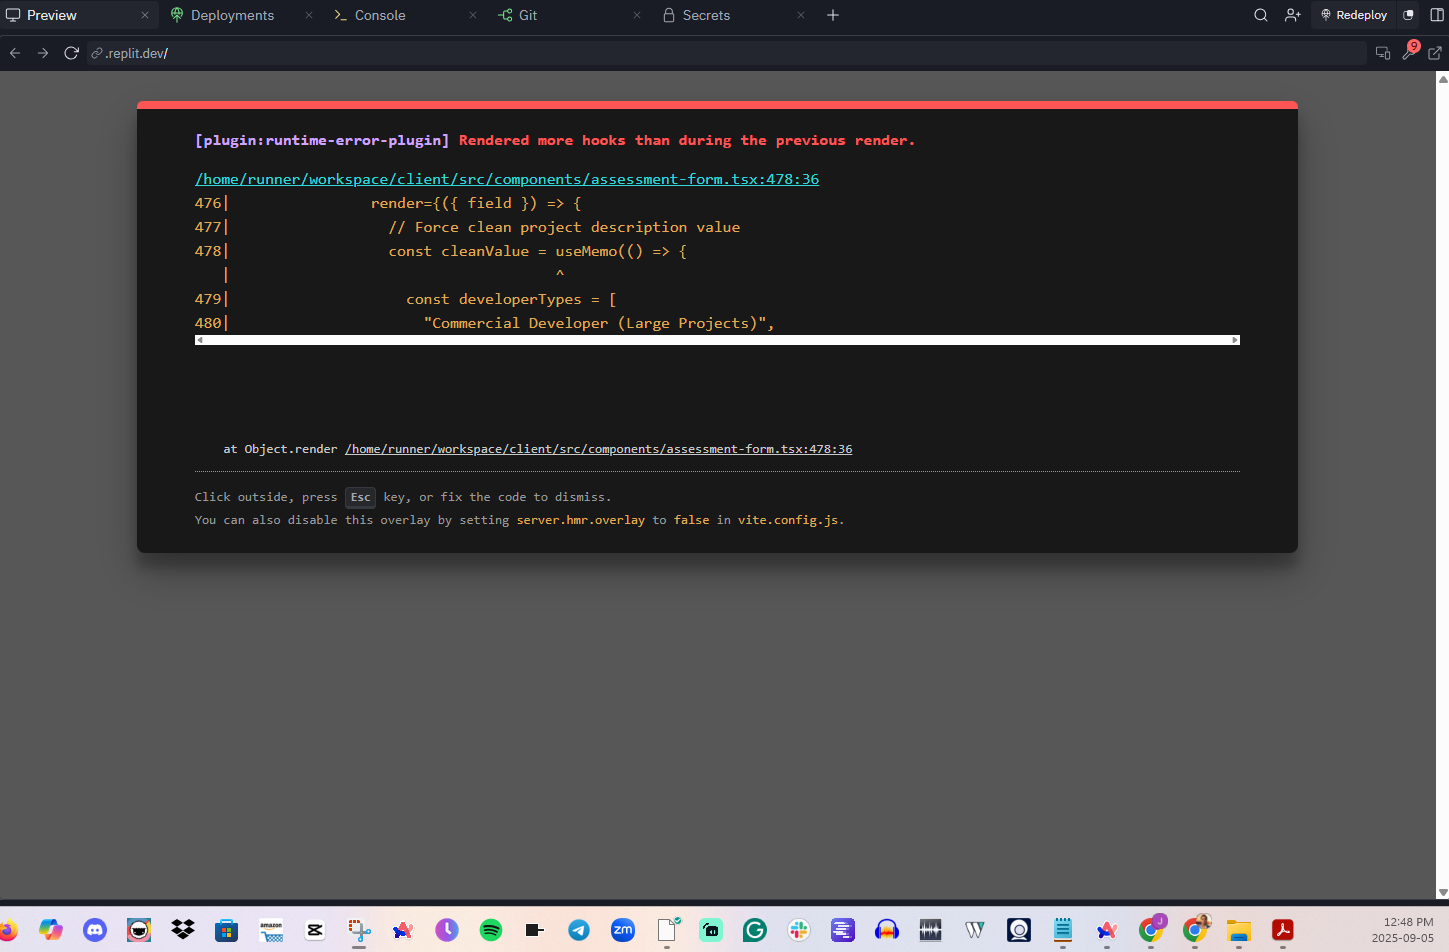 Preview
Deployments
Console
Git
Secrets
Redeploy
.replit.dev/
9
[plugin:runtime-error-plugin] Rendered more hooks than during the previous render.
/home/runner/workspace/client/src/components/assessment-form.tsx:478:36
476|                render={({ field }) => {
477|                  // Force clean project description value
478|                  const cleanValue = useMemo(() => {
   |                                     ^
479|                    const developerTypes = [
480|                      "Commercial Developer (Large Projects)",
at Object.render /home/runner/workspace/client/src/components/assessment-form.tsx:478:36
Click outside, press Esc key, or fix the code to dismiss.
You can also disable this overlay by setting server.hmr.overlay to false in vite.config.js.
amazon
zm
J
12:48 PM
2025-09-05